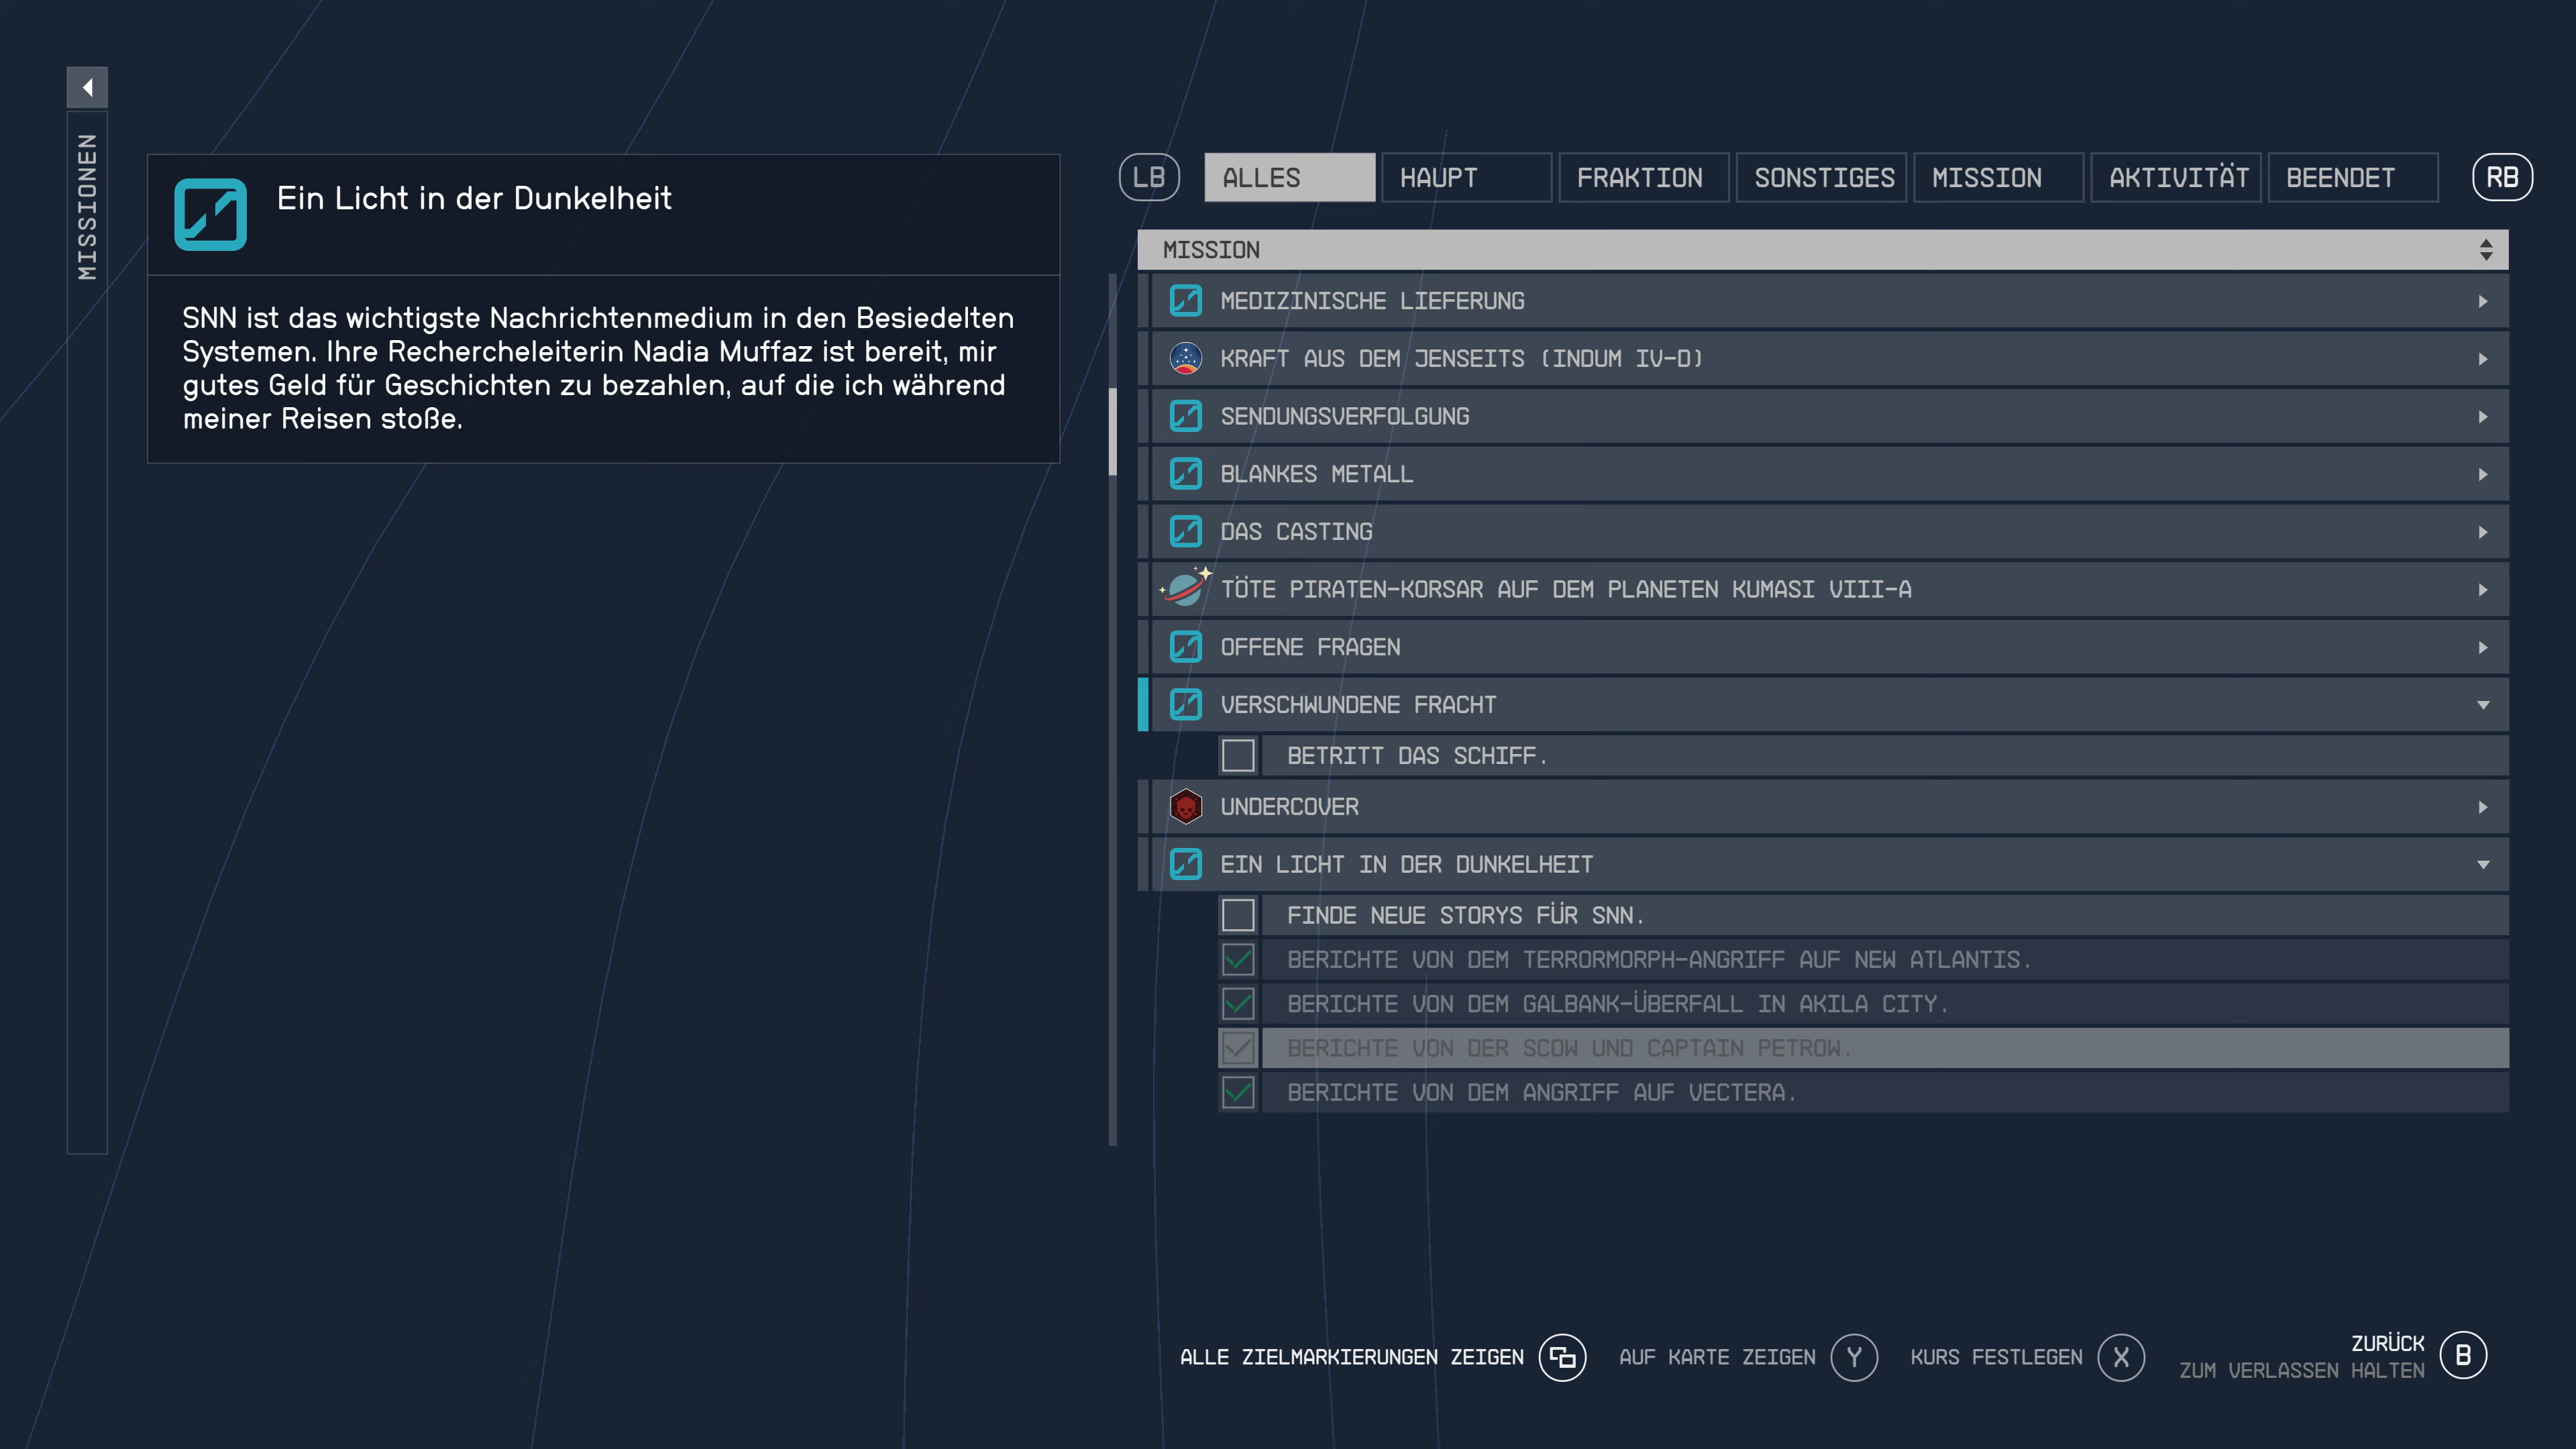 MISSIONEN
Ein Licht in der Dunkelheit
SNN ist das wichtigste Nachrichtenmedium in den Besiedelten
Systemen. Ihre Rechercheleiterin Nadia Muffaz ist bereit, mir
gutes Geld für Geschichten zu bezahlen, auf die ich während
meiner Reisen stoße.
LB ALLES HAUPT FRAKTION SONSTIGES MISSION AKTIVITÄT BEENDET RB
MISSION
MEDIZINISCHE LIEFERUNG
KRAFT AUS DEM JENSEITS (INDUM IV-D)
SENDUNGSVERFOLGUNG
BLANKES METALL
DAS CASTING
TÖTE PIRATEN-KORSAR AUF DEM PLANETEN KUMASI VIII-A
OFFENE FRAGEN
VERSCHWUNDENE FRACHT
BETRITT DAS SCHIFF.
UNDERCOVER
EIN LICHT IN DER DUNKELHEIT
FINDE NEUE STORYS FÜR SNN.
BERICHTE VON DEM TERRORMORPH-ANGRIFF AUF NEW ATLANTIS.
BERICHTE VON DEM GALBANK-ÜBERFALL IN AKILA CITY.
BERICHTE VON DER SCOW UND CAPTAIN PETROW.
BERICHTE VON DEM ANGRIFF AUF VECTERA.
ALLE ZIELMARKIERUNGEN ZEIGEN AUF KARTE ZEIGEN Y KURS FESTLEGEN X ZURÜCK B
ZUM VERLASSEN HALTEN